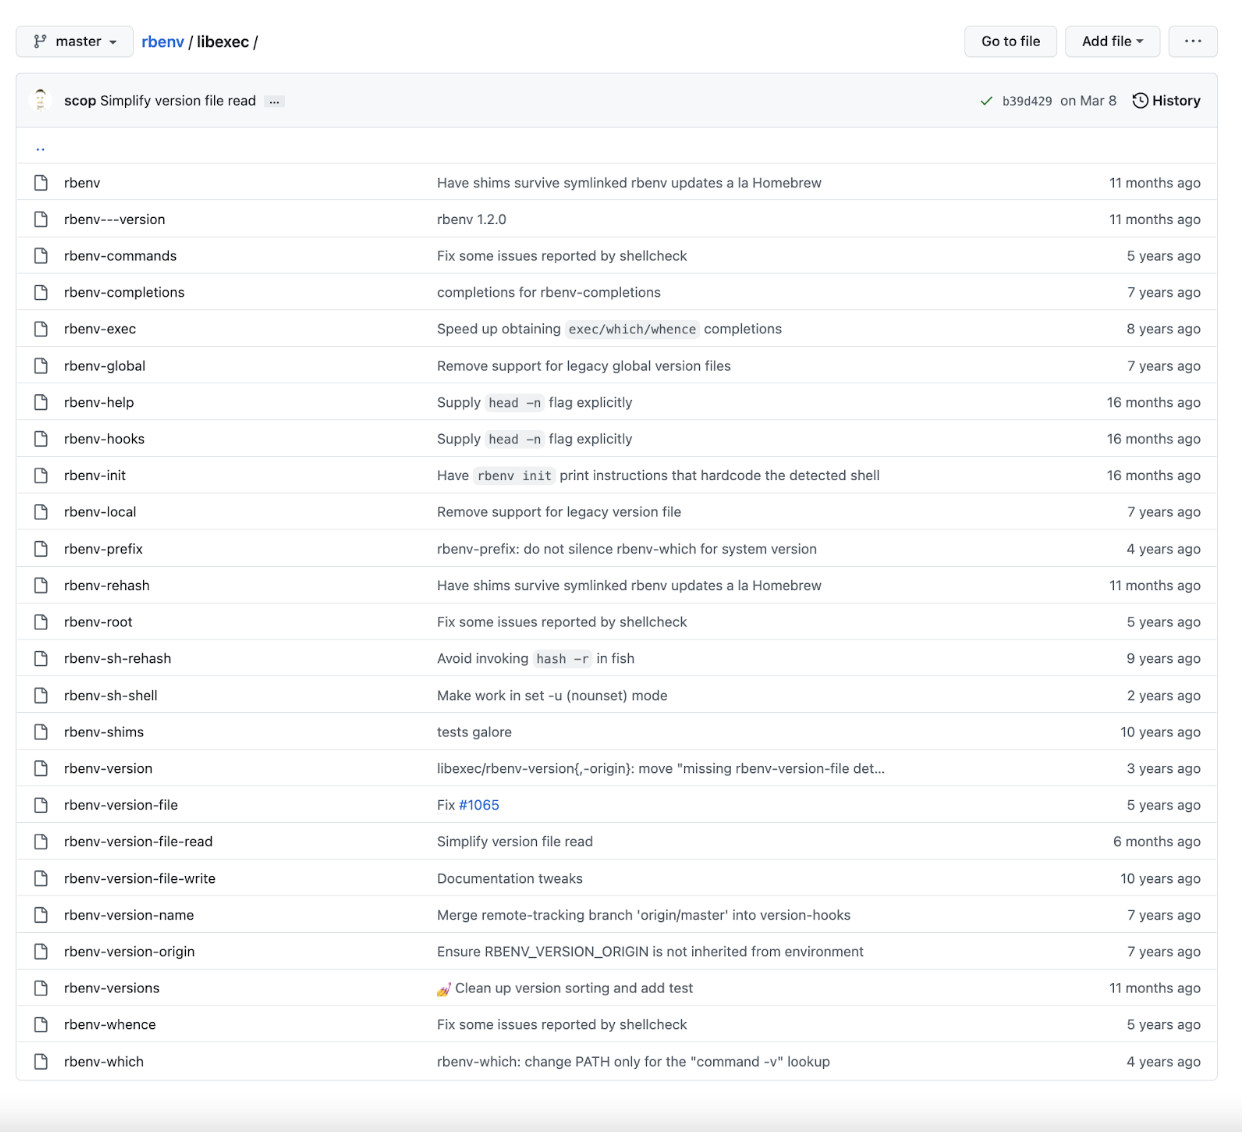 master rbenv / libexec / Go to file Add file ...
scop Simplify version file read ... b39d429 on Mar 8 History
..
rbenv Have shims survive symlinked rbenv updates a la Homebrew 11 months ago
rbenv---version rbenv 1.2.0 11 months ago
rbenv-commands Fix some issues reported by shellcheck 5 years ago
rbenv-completions completions for rbenv-completions 7 years ago
rbenv-exec Speed up obtaining exec/which/whence completions 8 years ago
rbenv-global Remove support for legacy global version files 7 years ago
rbenv-help Supply head -n flag explicitly 16 months ago
rbenv-hooks Supply head -n flag explicitly 16 months ago
rbenv-init Have rbenv init print instructions that hardcode the detected shell 16 months ago
rbenv-local Remove support for legacy version file 7 years ago
rbenv-prefix rbenv-prefix: do not silence rbenv-which for system version 4 years ago
rbenv-rehash Have shims survive symlinked rbenv updates a la Homebrew 11 months ago
rbenv-root Fix some issues reported by shellcheck 5 years ago
rbenv-sh-rehash Avoid invoking hash -r in fish 9 years ago
rbenv-sh-shell Make work in set -u (nounset) mode 2 years ago
rbenv-shims tests galore 10 years ago
rbenv-version libexec/rbenv-version{,-origin}: move "missing rbenv-version-file det... 3 years ago
rbenv-version-file Fix #1065 5 years ago
rbenv-version-file-read Simplify version file read 6 months ago
rbenv-version-file-write Documentation tweaks 10 years ago
rbenv-version-name Merge remote-tracking branch 'origin/master' into version-hooks 7 years ago
rbenv-version-origin Ensure RBENV_VERSION_ORIGIN is not inherited from environment 7 years ago
rbenv-versions 💅 Clean up version sorting and add test 11 months ago
rbenv-whence Fix some issues reported by shellcheck 5 years ago
rbenv-which rbenv-which: change PATH only for the "command -v" lookup 4 years ago